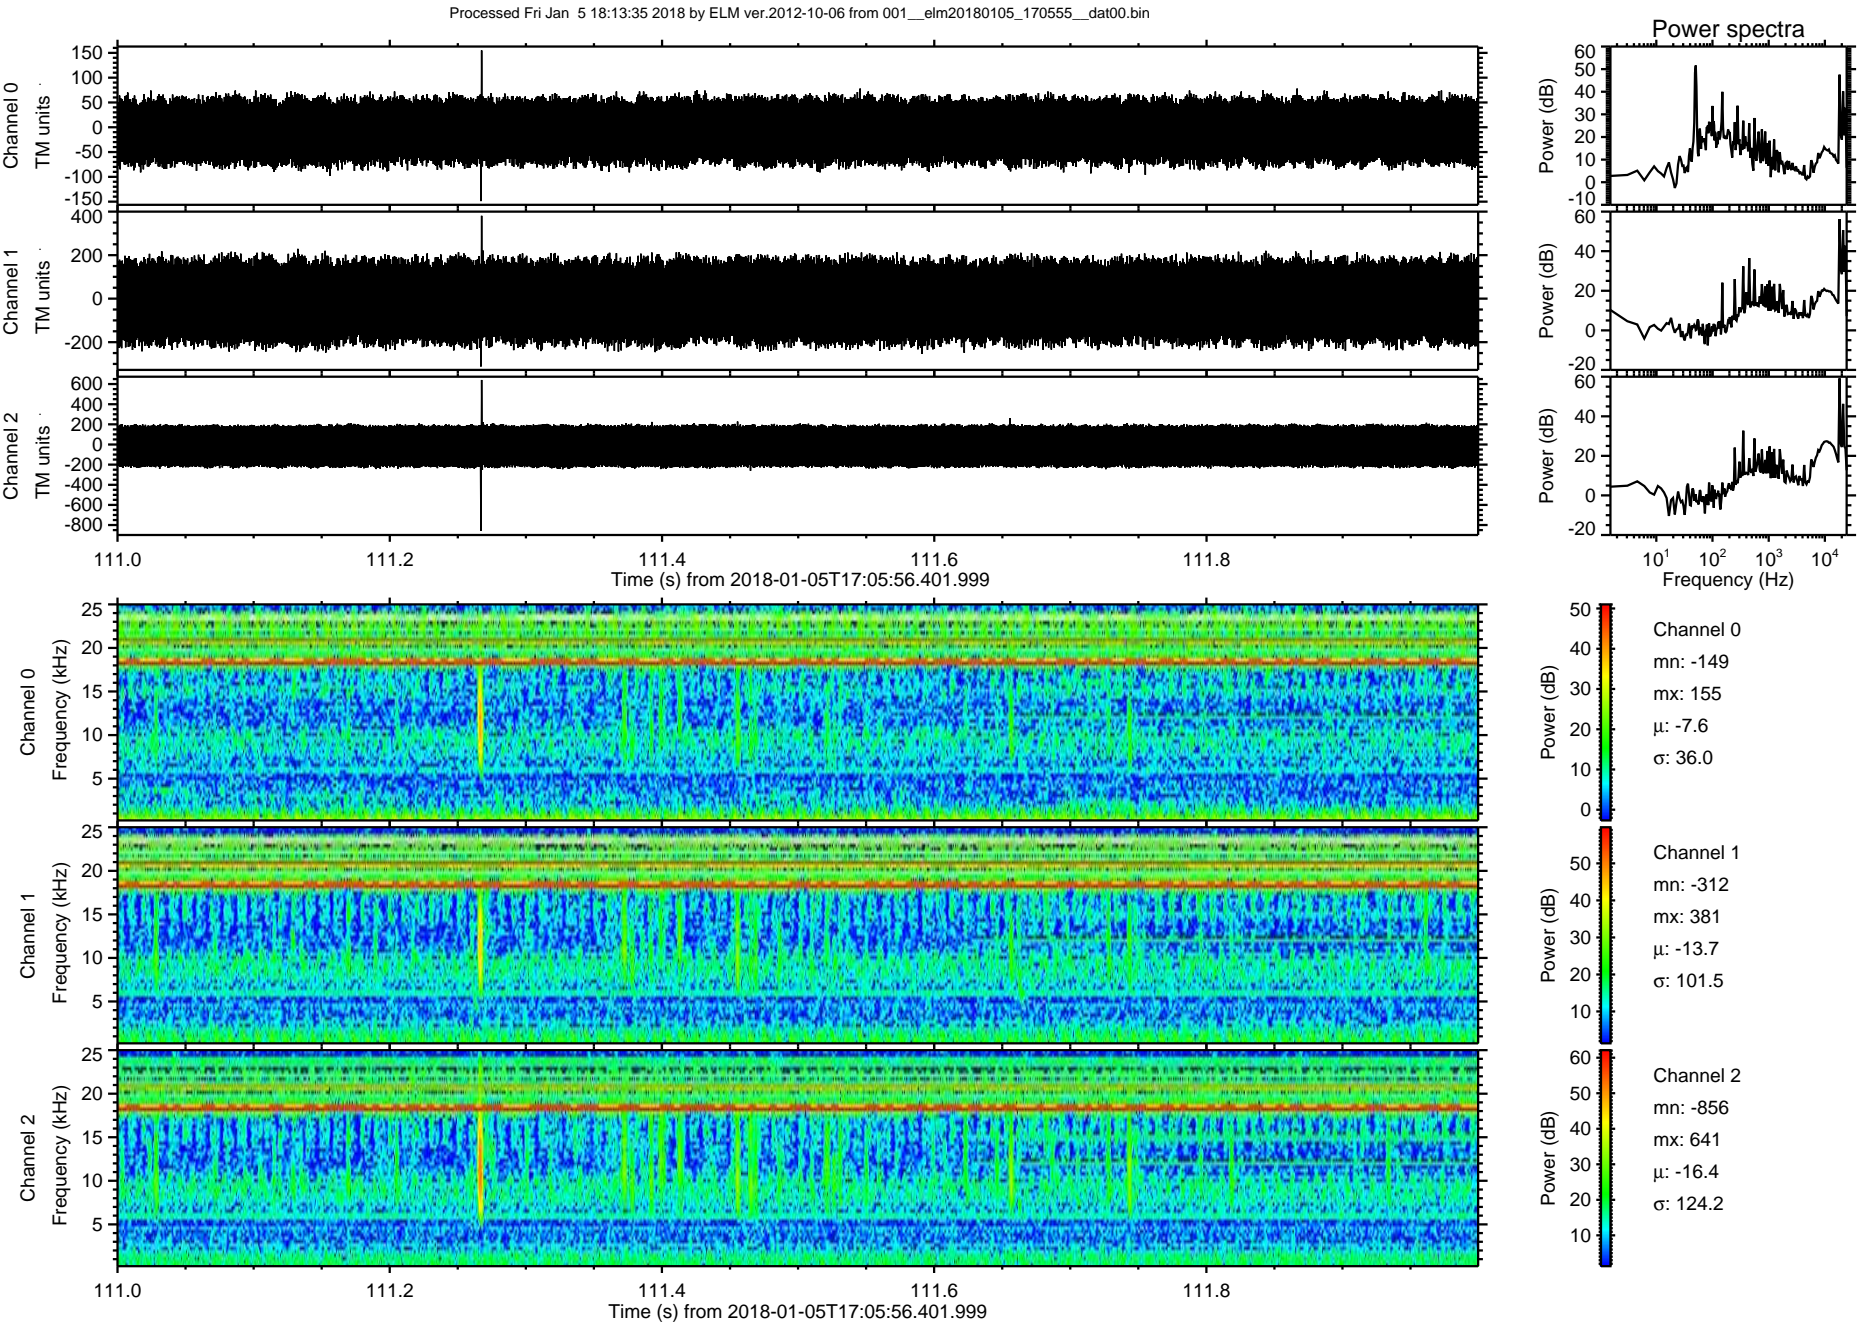 Processed Fri Jan  5 18:13:35 2018 by ELM ver.2012-10-06 from 001__elm20180105_170555__dat00.bin
Power spectra
Channel 0
TM units
150
100
50
0
-50
-100
-150
Power (dB)
60
50
40
30
20
10
0
-10
Channel 1
TM units
400
200
0
-200
Power (dB)
60
40
20
0
-20
Channel 2
TM units
600
400
200
0
-200
-400
-600
-800
Power (dB)
60
40
20
0
-20
111.0 111.2 111.4 111.6 111.8
Time (s) from 2018-01-05T17:05:56.401.999
10¹ 10² 10³ 10⁴
Frequency (Hz)
Channel 0
Frequency (kHz)
25
20
15
10
5
Power (dB)
50
40
30
20
10
0
Channel 0
mn: -149
mx: 155
μ: -7.6
σ: 36.0
Channel 1
Frequency (kHz)
25
20
15
10
5
Power (dB)
50
40
30
20
10
Channel 1
mn: -312
mx: 381
μ: -13.7
σ: 101.5
Channel 2
Frequency (kHz)
25
20
15
10
5
Power (dB)
60
50
40
30
20
10
Channel 2
mn: -856
mx: 641
μ: -16.4
σ: 124.2
111.0 111.2 111.4 111.6 111.8
Time (s) from 2018-01-05T17:05:56.401.999